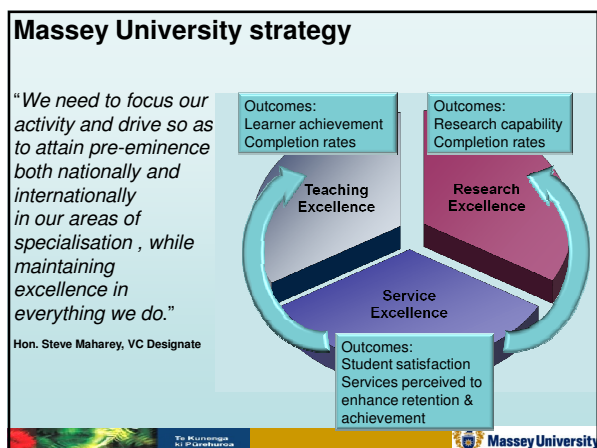 Massey University strategy
“We need to focus our
activity and drive so as
to attain pre-eminence
both nationally and
internationally
in our areas of
specialisation , while
maintaining
excellence in
everything we do.”
Hon. Steve Maharey, VC Designate
Outcomes:
Learner achievement
Completion rates
Outcomes:
Research capability
Completion rates
Teaching
Excellence
Research
Excellence
Service
Excellence
Outcomes:
Student satisfaction
Services perceived to
enhance retention &
achievement
Te Kunenga
ki Pūrehuroa
Massey University